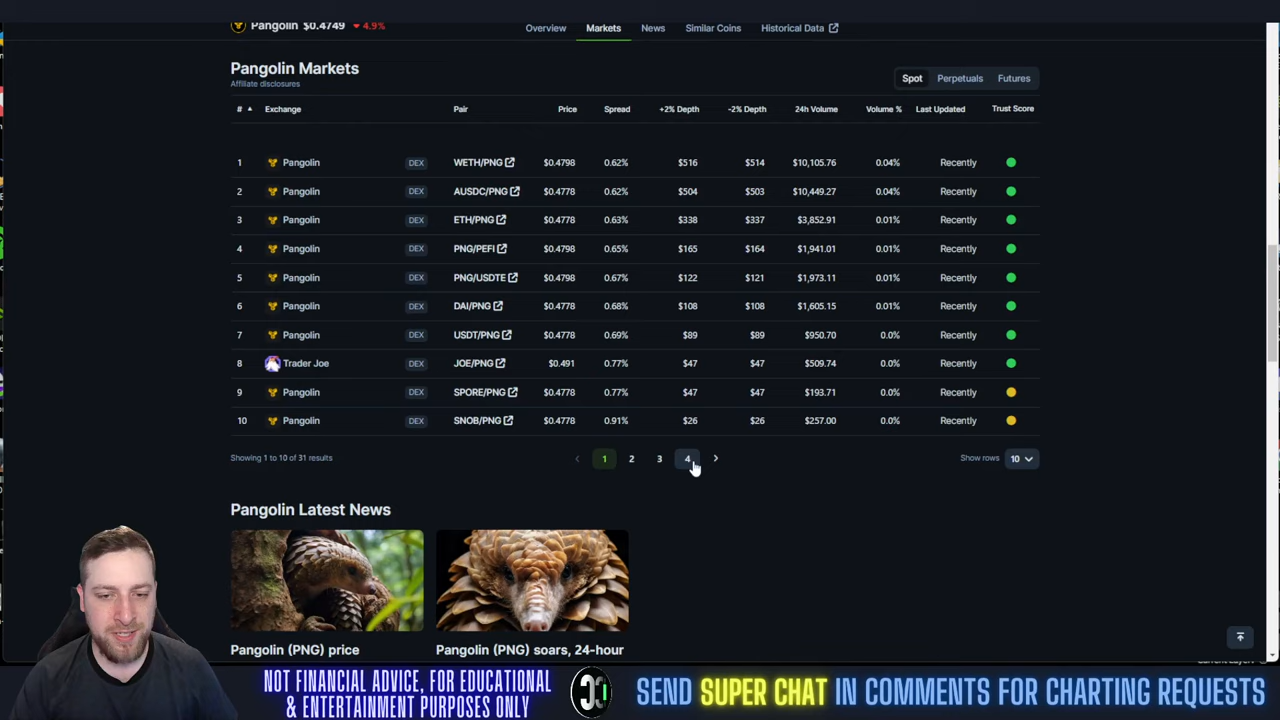 Pangolin $0.4749 ▼ 4.9%
Overview Markets News Similar Coins Historical Data
Pangolin Markets
Affiliate disclosures
Spot Perpetuals Futures
# ▲ Exchange Pair Price Spread +2% Depth -2% Depth 24h Volume Volume % Last Updated Trust Score
1 Pangolin DEX WETH/PNG $0.4798 0.62% $516 $514 $10,105.76 0.04% Recently
2 Pangolin DEX AUSDC/PNG $0.4778 0.62% $504 $503 $10,449.27 0.04% Recently
3 Pangolin DEX ETH/PNG $0.4778 0.63% $338 $337 $3,852.91 0.01% Recently
4 Pangolin DEX PNG/PEFI $0.4798 0.65% $165 $164 $1,941.01 0.01% Recently
5 Pangolin DEX PNG/USDTE $0.4798 0.67% $122 $121 $1,973.11 0.01% Recently
6 Pangolin DEX DAI/PNG $0.4778 0.68% $108 $108 $1,605.15 0.01% Recently
7 Pangolin DEX USDT/PNG $0.4778 0.69% $89 $89 $950.70 0.0% Recently
8 Trader Joe DEX JOE/PNG $0.491 0.77% $47 $47 $509.74 0.0% Recently
9 Pangolin DEX SPORE/PNG $0.4778 0.77% $47 $47 $193.71 0.0% Recently
10 Pangolin DEX SNOB/PNG $0.4778 0.91% $26 $26 $257.00 0.0% Recently
Showing 1 to 10 of 31 results ‹ 1 2 3 4 › Show rows 10
Pangolin Latest News
Pangolin (PNG) price
Pangolin (PNG) soars, 24-hour
NOT FINANCIAL ADVICE, FOR EDUCATIONAL
& ENTERTAINMENT PURPOSES ONLY
SEND SUPER CHAT IN COMMENTS FOR CHARTING REQUESTS